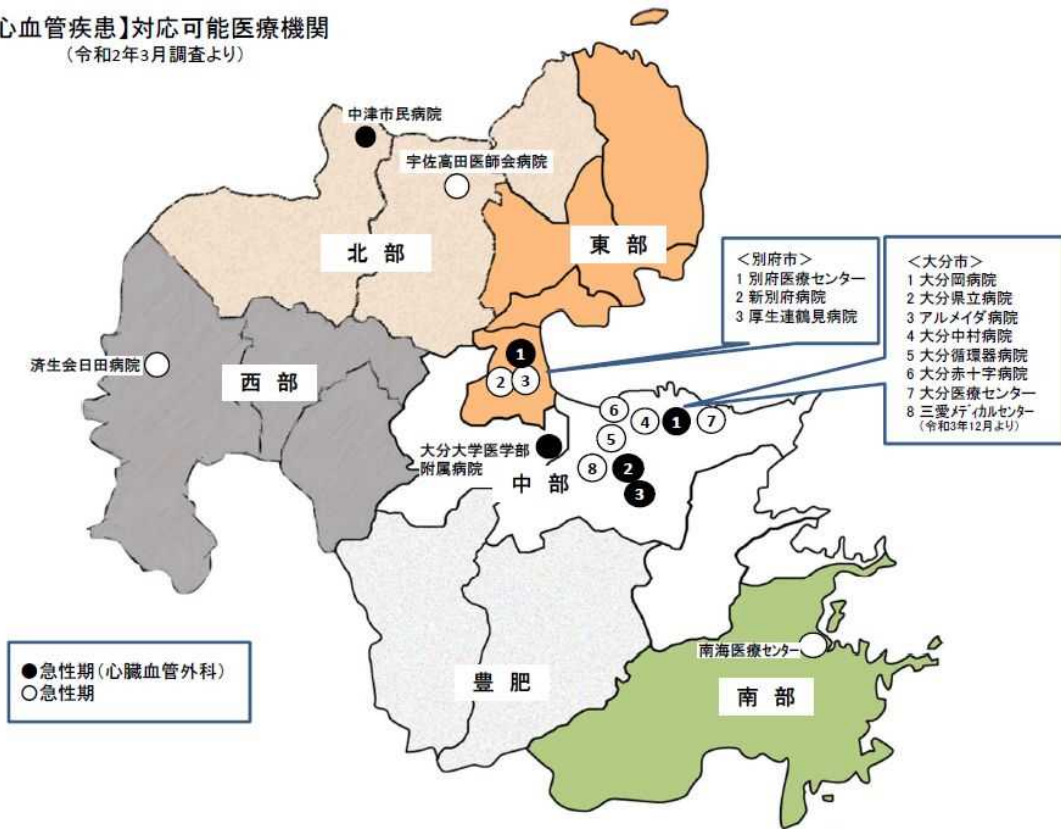 心血管疾患】対応可能医療機関
(令和2年3月調査より)
中津市民病院
宇佐高田医師会病院
北 部
東 部
<別府市>
1 別府医療センター
2 新別府病院
3 厚生連鶴見病院
<大分市>
1 大分岡病院
2 大分県立病院
3 アルメイダ病院
4 大分中村病院
5 大分循環器病院
6 大分赤十字病院
7 大分医療センター
8 三愛メディカルセンター
(令和3年12月より)
済生会日田病院
西 部
1
2
3
6
4
1
7
5
大分大学医学部
附属病院
8
2
中 部
3
●急性期(心臓血管外科)
○急性期
豊 肥
南海医療センター
南 部